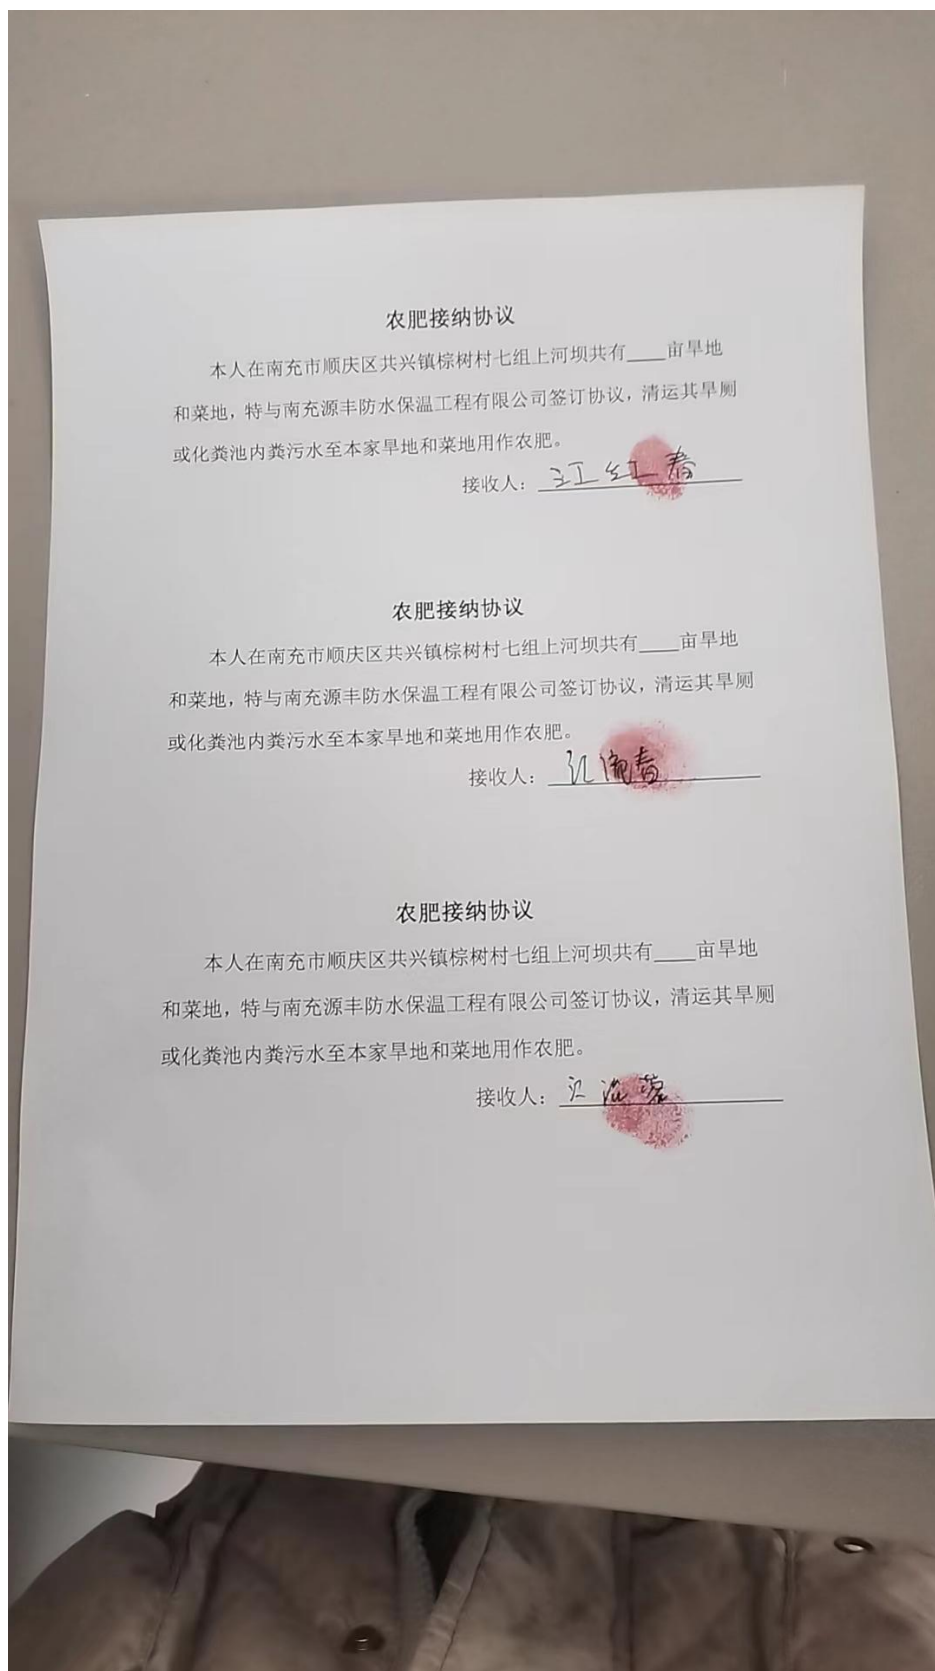 农肥接纳协议
本人在南充市顺庆区共兴镇棕树村七组上河坝共有____亩旱地
和菜地，特与南充源丰防水保温工程有限公司签订协议，清运其旱厕
或化粪池内粪污水至本家旱地和菜地用作农肥。
接收人：江红春
农肥接纳协议
本人在南充市顺庆区共兴镇棕树村七组上河坝共有____亩旱地
和菜地，特与南充源丰防水保温工程有限公司签订协议，清运其旱厕
或化粪池内粪污水至本家旱地和菜地用作农肥。
接收人：
农肥接纳协议
本人在南充市顺庆区共兴镇棕树村七组上河坝共有____亩旱地
和菜地，特与南充源丰防水保温工程有限公司签订协议，清运其旱厕
或化粪池内粪污水至本家旱地和菜地用作农肥。
接收人：